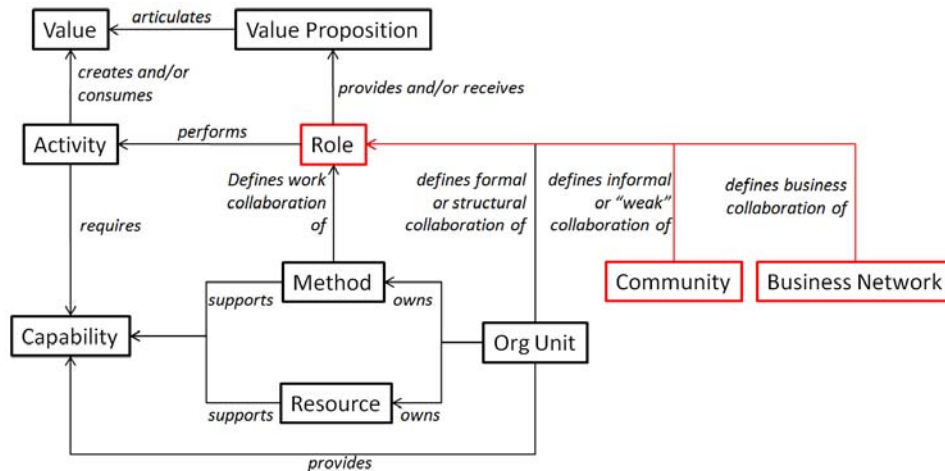 articulates
Value
Value Proposition
creates and/or
consumes
provides and/or receives
performs
Activity
Role
Defines work
collaboration
of
defines formal
or structural
collaboration of
defines informal
or “weak”
collaboration of
defines business
collaboration of
requires
Method
Community
Business Network
supports
owns
Capability
Org Unit
Resource
supports
owns
provides